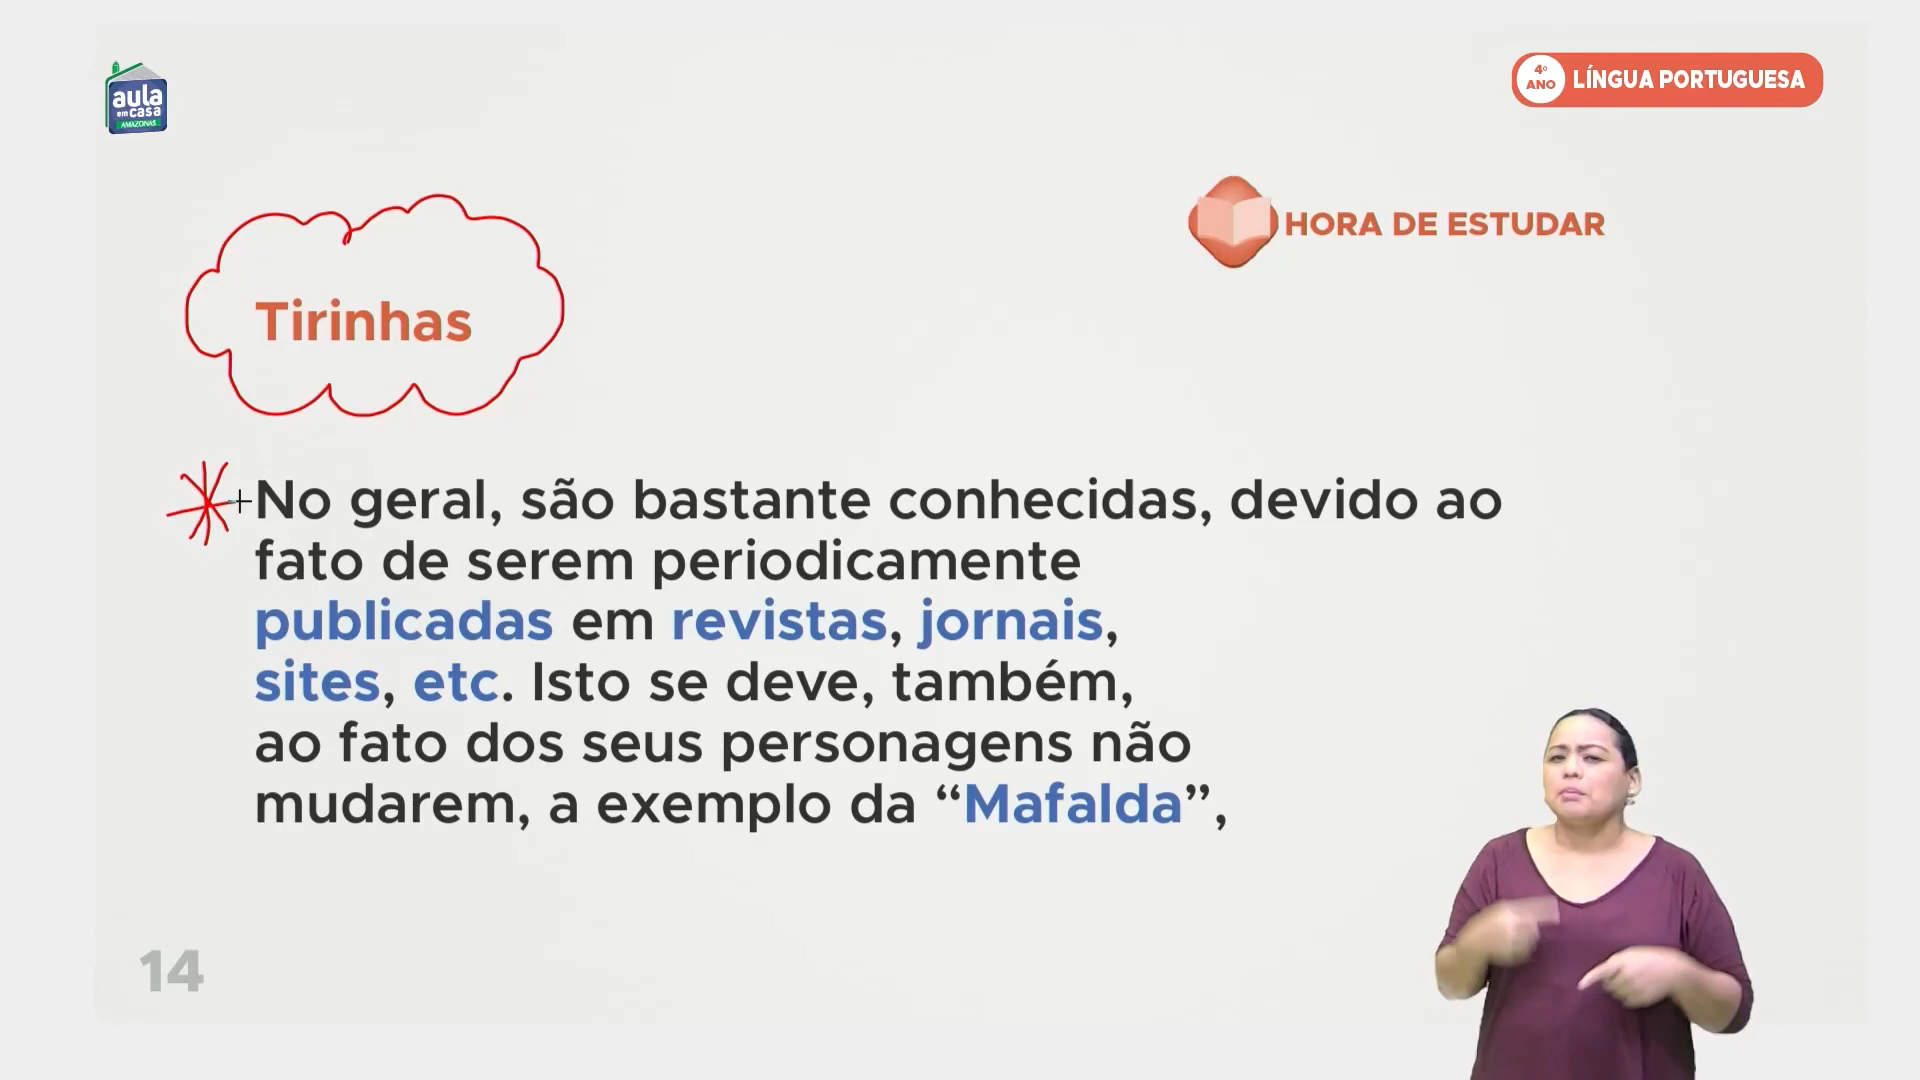 aula
em casa
AMAZONAS
4º
ANO
LÍNGUA PORTUGUESA
HORA DE ESTUDAR
Tirinhas
No geral, são bastante conhecidas, devido ao
fato de serem periodicamente
publicadas em revistas, jornais,
sites, etc. Isto se deve, também,
ao fato dos seus personagens não
mudarem, a exemplo da “Mafalda”,
14